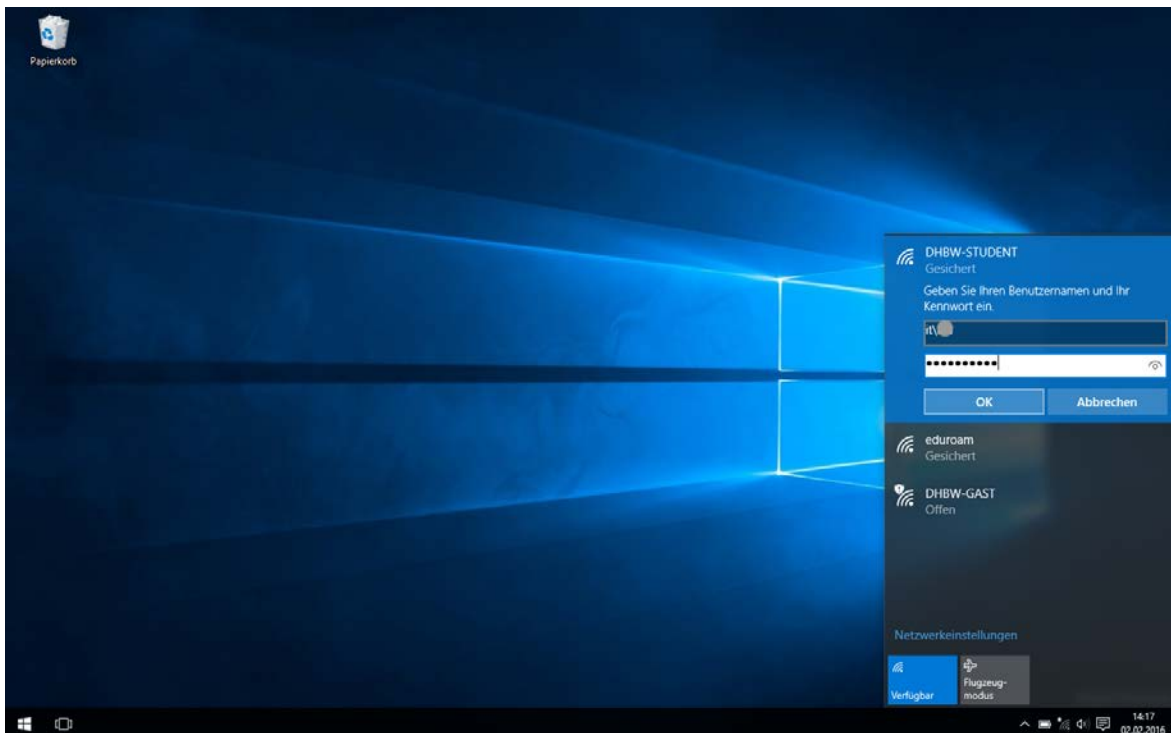 Papierkorb
DHBW-STUDENT
Gesichert
Geben Sie Ihren Benutzernamen und Ihr
Kennwort ein.
it\
OK
Abbrechen
eduroam
Gesichert
DHBW-GAST
Offen
Netzwerkeinstellungen
Verfügbar
Flugzeug-
modus
14:17
02.02.2016